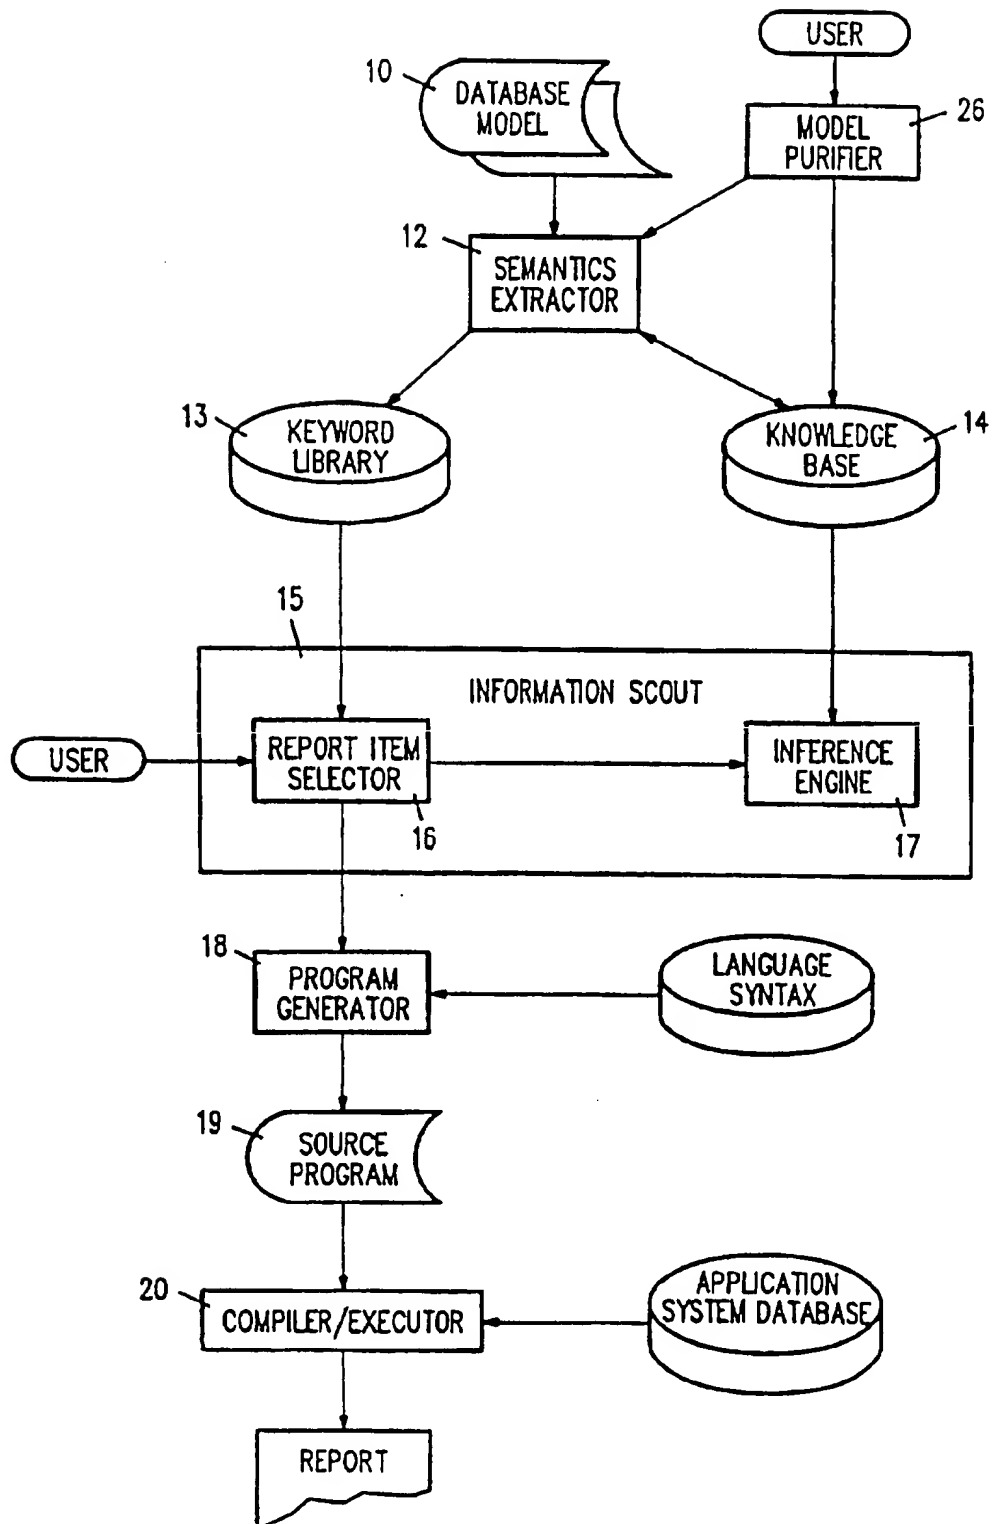 USER
10
DATABASE
MODEL
26
MODEL
PURIFIER
12
SEMANTICS
EXTRACTOR
13
KEYWORD
LIBRARY
14
KNOWLEDGE
BASE
15
INFORMATION SCOUT
USER
REPORT ITEM
SELECTOR
16
INFERENCE
ENGINE
17
18
PROGRAM
GENERATOR
LANGUAGE
SYNTAX
19
SOURCE
PROGRAM
20
COMPILER/EXECUTOR
APPLICATION
SYSTEM DATABASE
REPORT